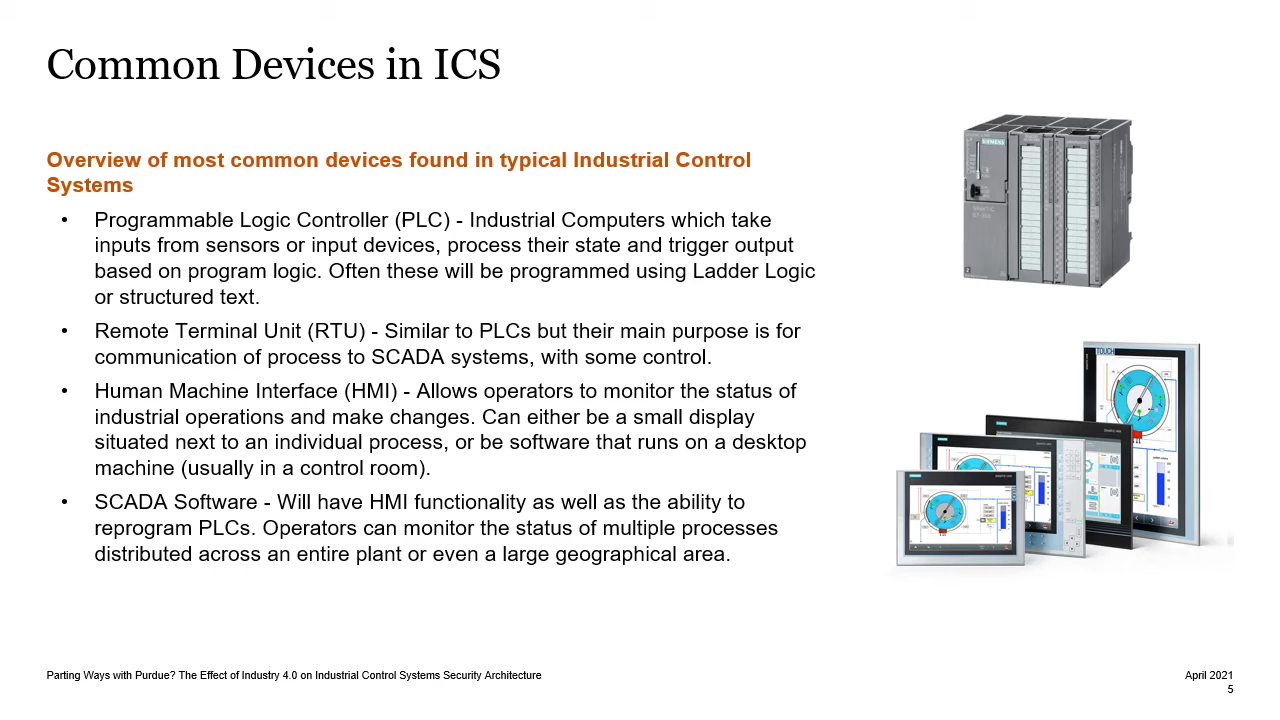 Common Devices in ICS
Overview of most common devices found in typical Industrial Control
Systems
• Programmable Logic Controller (PLC) - Industrial Computers which take
inputs from sensors or input devices, process their state and trigger output
based on program logic. Often these will be programmed using Ladder Logic
or structured text.
• Remote Terminal Unit (RTU) - Similar to PLCs but their main purpose is for
communication of process to SCADA systems, with some control.
• Human Machine Interface (HMI) - Allows operators to monitor the status of
industrial operations and make changes. Can either be a small display
situated next to an individual process, or be software that runs on a desktop
machine (usually in a control room).
• SCADA Software - Will have HMI functionality as well as the ability to
reprogram PLCs. Operators can monitor the status of multiple processes
distributed across an entire plant or even a large geographical area.
SIEMENS
TOUCH
Parting Ways with Purdue? The Effect of Industry 4.0 on Industrial Control Systems Security Architecture
April 2021
5